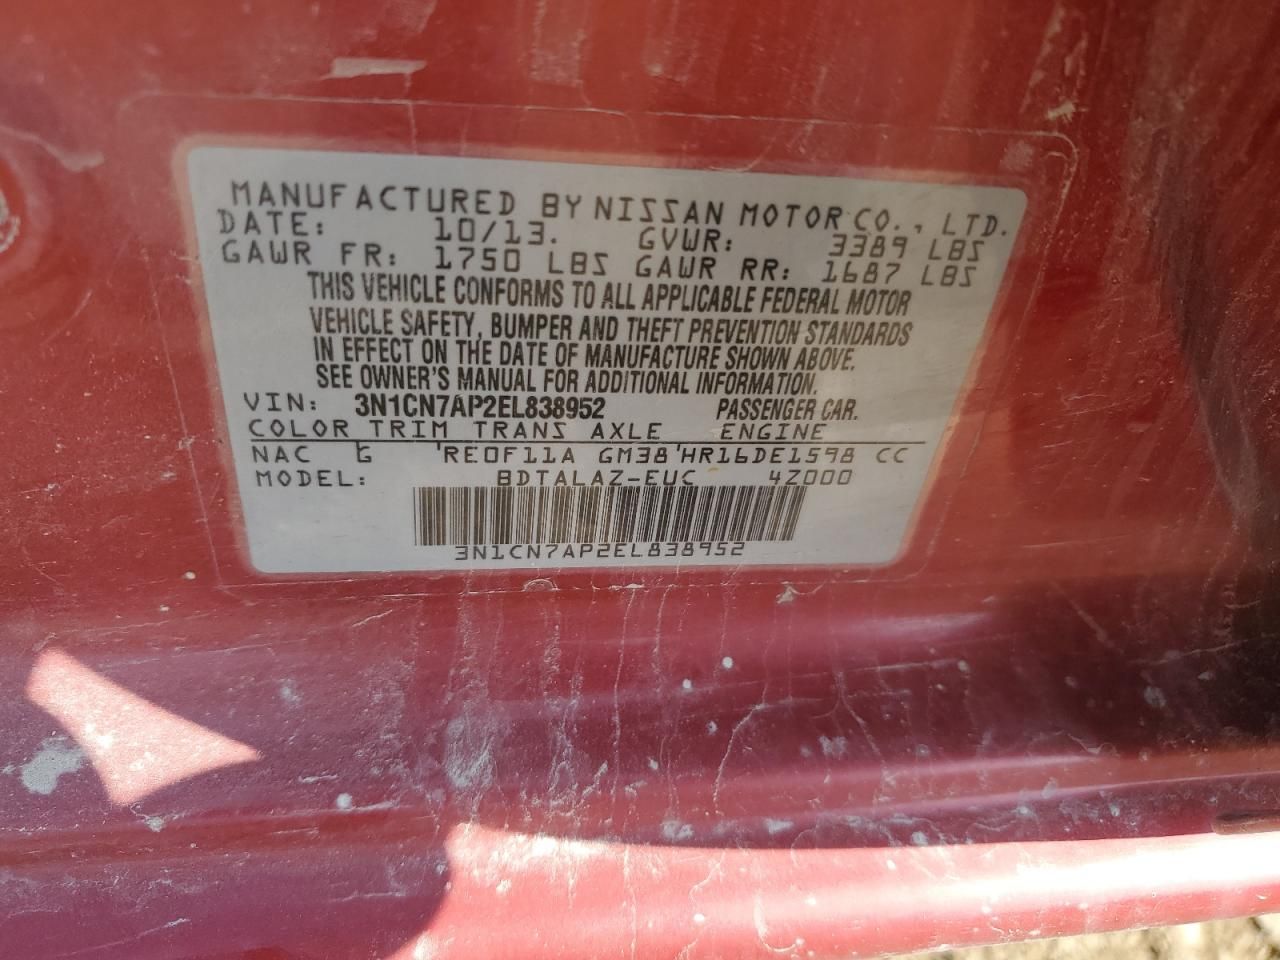 MANUFACTURED BY NISSAN MOTOR CO., LTD.
DATE: 10/13. GVWR: 3389 LBS
GAWR FR: 1750 LBS GAWR RR: 1687 LBS
THIS VEHICLE CONFORMS TO ALL APPLICABLE FEDERAL MOTOR
VEHICLE SAFETY, BUMPER AND THEFT PREVENTION STANDARDS
IN EFFECT ON THE DATE OF MANUFACTURE SHOWN ABOVE.
SEE OWNER'S MANUAL FOR ADDITIONAL INFORMATION.
VIN: 3N1CN7AP2EL838952 PASSENGER CAR.
COLOR TRIM TRANS AXLE ENGINE
NAC G RE0F11A GM38 HR16DE1598 CC
MODEL: BDTALAZ-EUC 4Z000
3N1CN7AP2EL838952